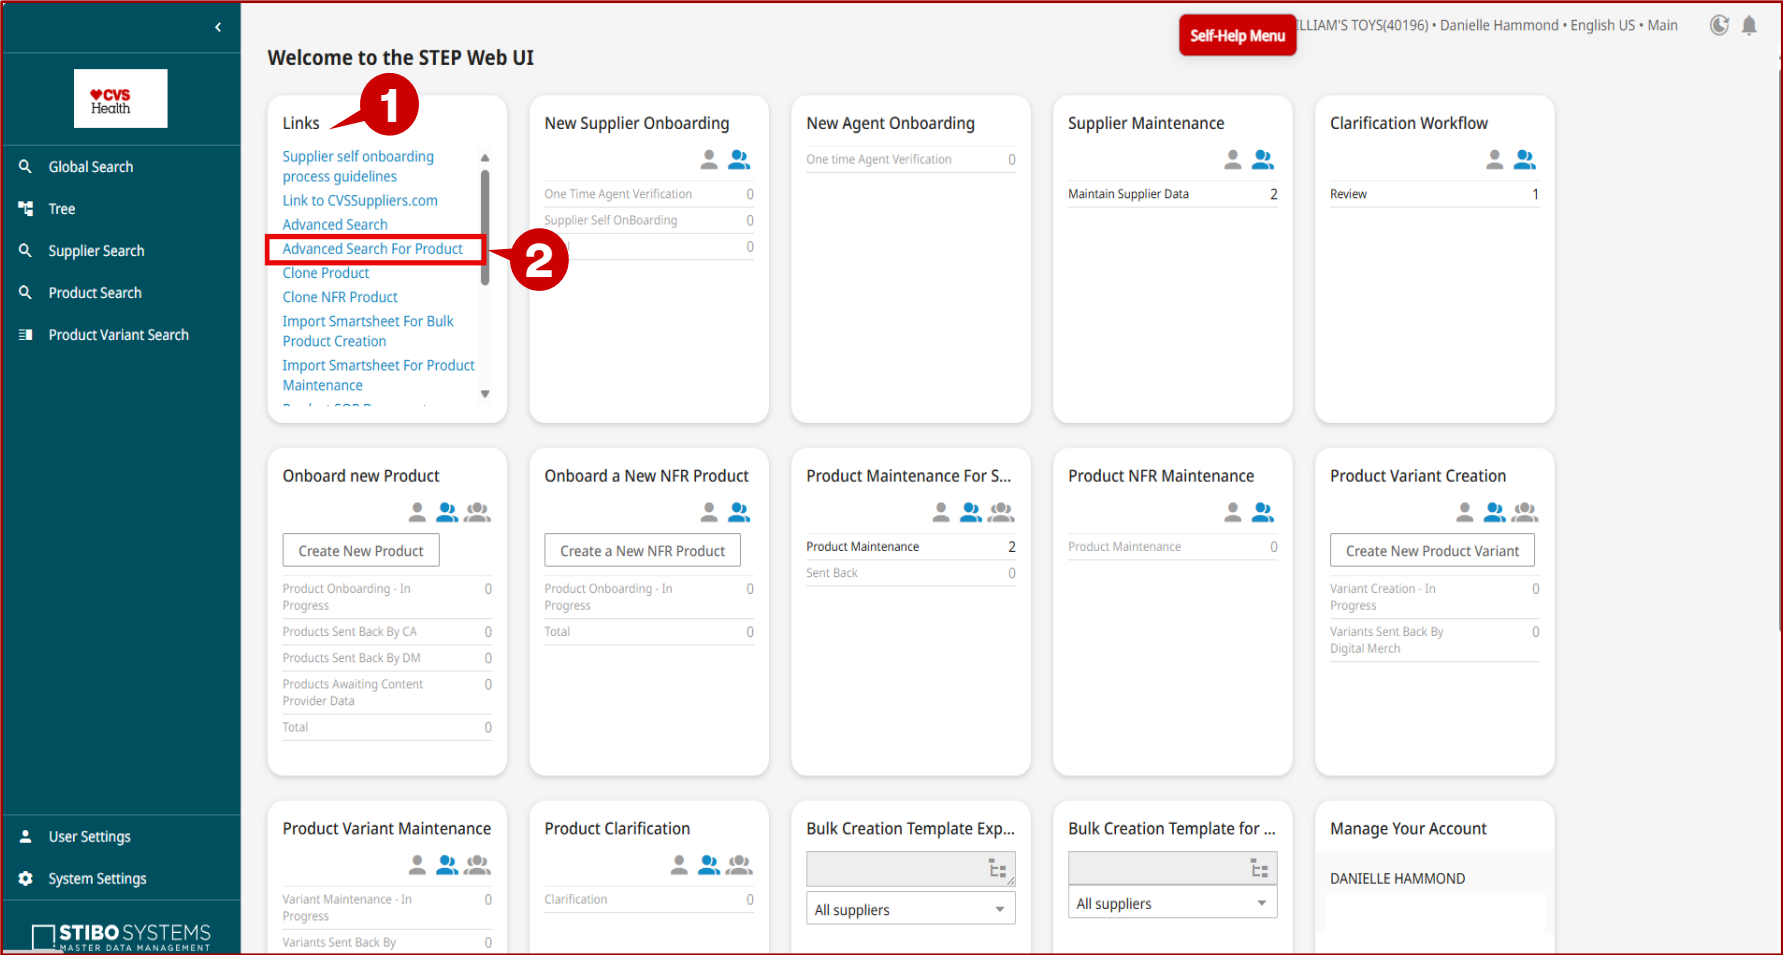 ILLIAM'S TOYS(40196) • Danielle Hammond • English US • Main
Self-Help Menu
Welcome to the STEP Web UI
CVS
Health
Global Search
Tree
Supplier Search
Product Search
Product Variant Search
User Settings
System Settings
STIBO SYSTEMS
MASTER DATA MANAGEMENT
Links
1
Supplier self onboarding
process guidelines
Link to CVSSuppliers.com
Advanced Search
Advanced Search For Product
2
Clone Product
Clone NFR Product
Import Smartsheet For Bulk
Product Creation
Import Smartsheet For Product
Maintenance
New Supplier Onboarding
One Time Agent Verification 0
Supplier Self OnBoarding 0
0
New Agent Onboarding
One time Agent Verification 0
Supplier Maintenance
Maintain Supplier Data 2
Clarification Workflow
Review 1
Onboard new Product
Create New Product
Product Onboarding - In 0
Progress
Products Sent Back By CA 0
Products Sent Back By DM 0
Products Awaiting Content 0
Provider Data
Total 0
Onboard a New NFR Product
Create a New NFR Product
Product Onboarding - In 0
Progress
Total 0
Product Maintenance For S...
Product Maintenance 2
Sent Back 0
Product NFR Maintenance
Product Maintenance 0
Product Variant Creation
Create New Product Variant
Variant Creation - In 0
Progress
Variants Sent Back By 0
Digital Merch
Product Variant Maintenance
Variant Maintenance - In 0
Progress
Variants Sent Back By 0
Product Clarification
Clarification 0
Bulk Creation Template Exp...
All suppliers
Bulk Creation Template for ...
All suppliers
Manage Your Account
DANIELLE HAMMOND